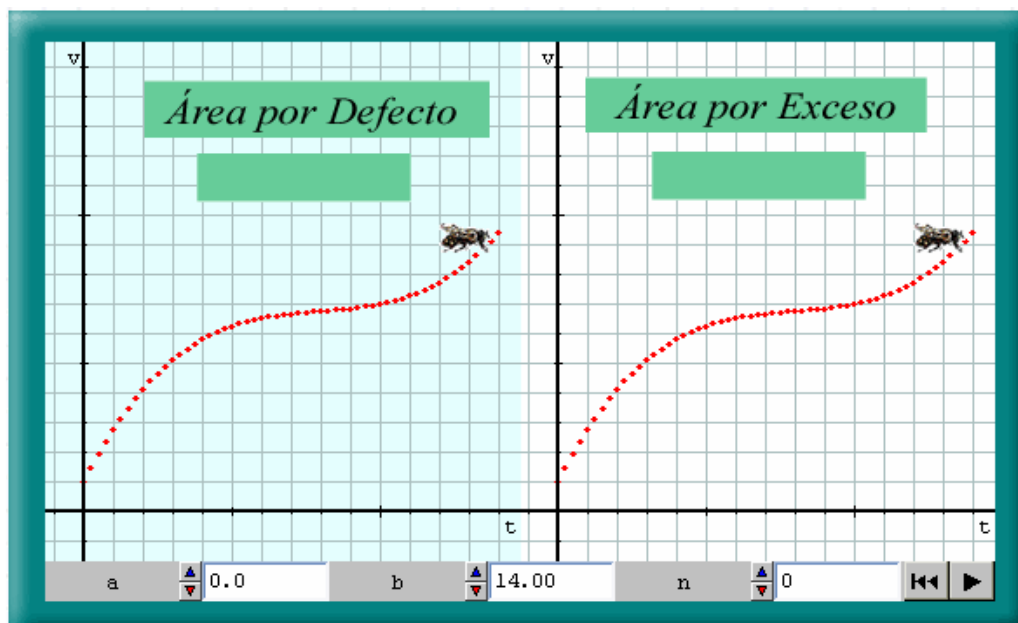 v
Área por Defecto
t
v
Área por Exceso
t
a 0.0 b 14.00 n 0